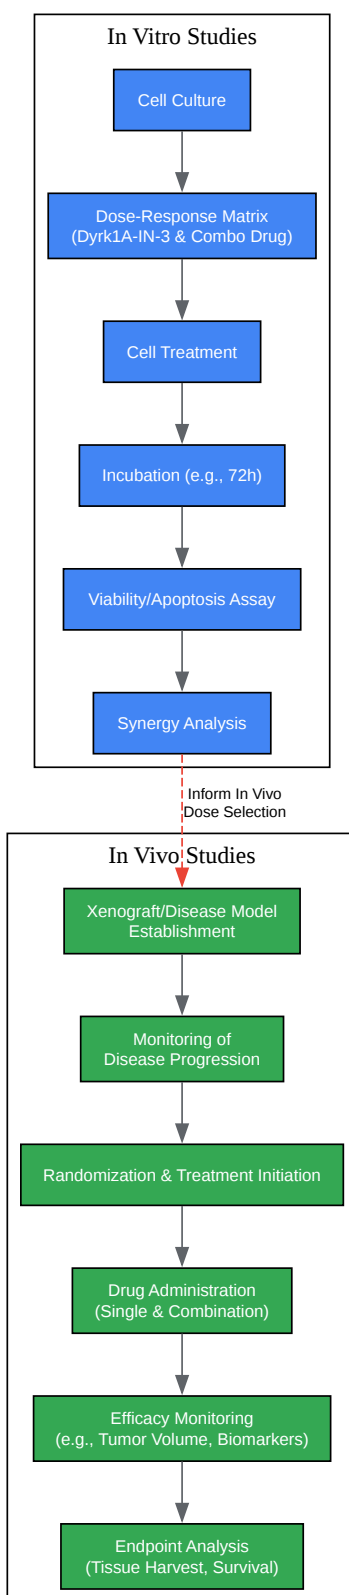 In Vitro Studies
Cell Culture
Dose-Response Matrix
(Dyrk1A-IN-3 & Combo Drug)
Cell Treatment
Incubation (e.g., 72h)
Viability/Apoptosis Assay
Synergy Analysis
Inform In Vivo
Dose Selection
In Vivo Studies
Xenograft/Disease Model
Establishment
Monitoring of
Disease Progression
Randomization & Treatment Initiation
Drug Administration
(Single & Combination)
Efficacy Monitoring
(e.g., Tumor Volume, Biomarkers)
Endpoint Analysis
(Tissue Harvest, Survival)